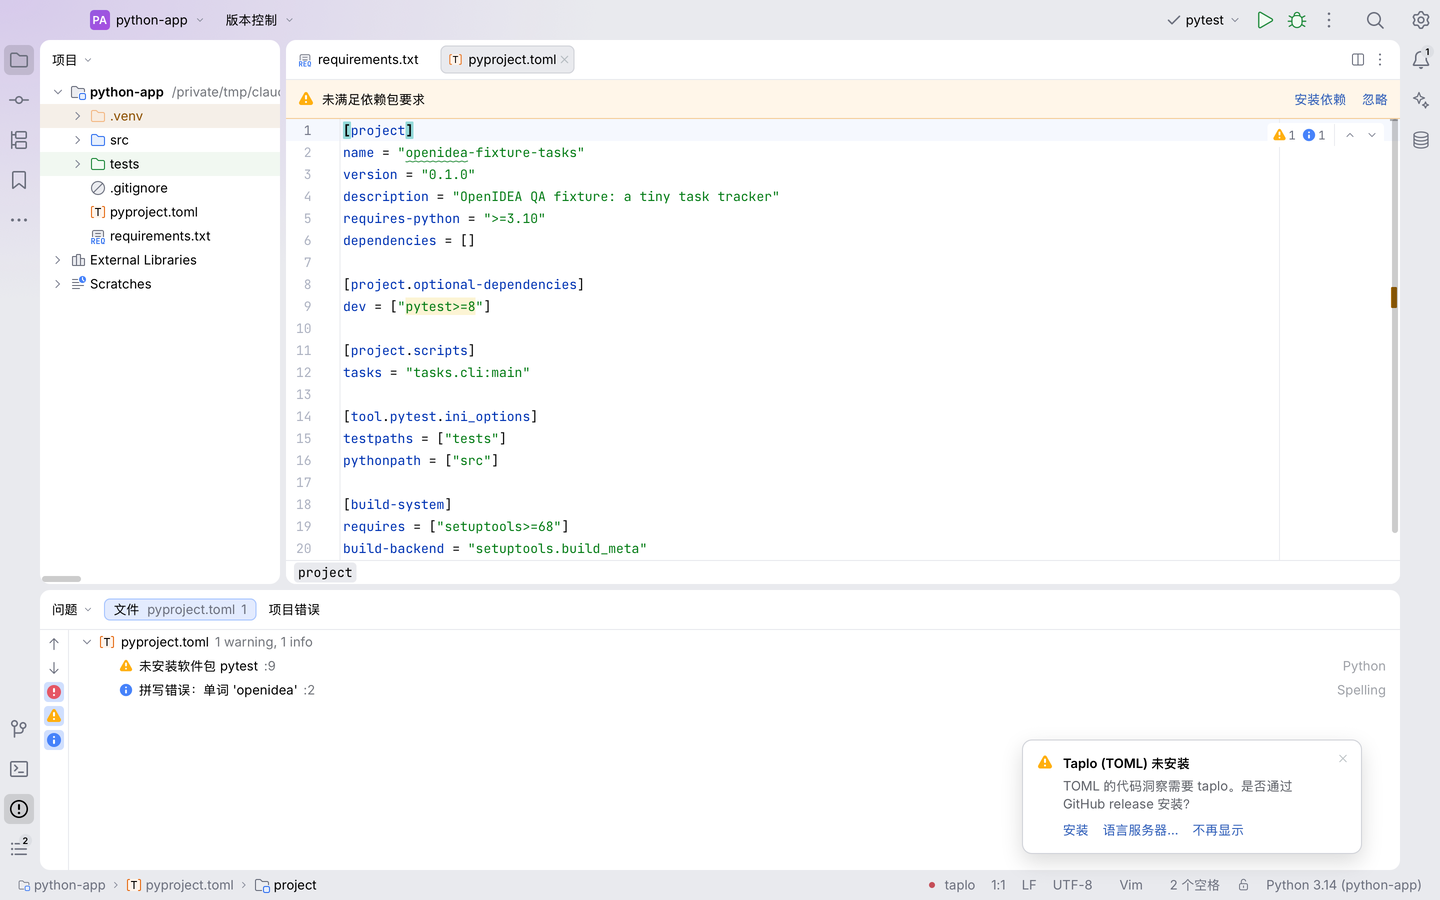 PA python-app 版本控制 pytest
项目
python-app /private/tmp/clauc
.venv
src
tests
.gitignore
[T] pyproject.toml
REQ requirements.txt
External Libraries
Scratches
REQ requirements.txt [T] pyproject.toml
未满足依赖包要求 安装依赖 忽略
1 [project]
2 name = "openidea-fixture-tasks"
3 version = "0.1.0"
4 description = "OpenIDEA QA fixture: a tiny task tracker"
5 requires-python = ">=3.10"
6 dependencies = []
7
8 [project.optional-dependencies]
9 dev = ["pytest>=8"]
10
11 [project.scripts]
12 tasks = "tasks.cli:main"
13
14 [tool.pytest.ini_options]
15 testpaths = ["tests"]
16 pythonpath = ["src"]
17
18 [build-system]
19 requires = ["setuptools>=68"]
20 build-backend = "setuptools.build_meta"
1 1
1
project
问题 文件 pyproject.toml 1 项目错误
[T] pyproject.toml 1 warning, 1 info
未安装软件包 pytest :9 Python
拼写错误：单词 'openidea' :2 Spelling
Taplo (TOML) 未安装
TOML 的代码洞察需要 taplo。是否通过
GitHub release 安装?
安装 语言服务器... 不再显示
2
python-app [T] pyproject.toml project taplo 1:1 LF UTF-8 Vim 2 个空格 Python 3.14 (python-app)